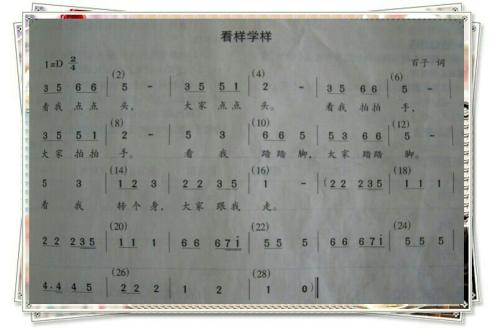 看样学样
1=D 2/4 百子 词
(2) (4) (6)
3 5 6 6 | 5 - | 3 5 5 1 | 2 - | 3 5 6 6 | 5 - |
看我 点点 头, 大家 点点 头。 看我 拍拍 手,
(8) (10) (12)
3 5 5 1 | 2 - | 5 3 | 6 6 5 | 5 3 6 6 | 5 - |
大家 拍拍 手。 看 我 踏踏 脚, 大家 踏踏 脚。
(14) (16) (18)
5 3 | 1 2 3 | 2 2 3 5 | 1 - | (2 2 2 3 5 | 1 1 1 |
看 我 转个 身, 大家 跟我 走。
(20) (22) (24)
2 2 2 3 5 | 1 1 1 | 6 6 6 7 i | 5 5 5 | 6 6 6 7 i | 5 5 5 |
(26) (28)
4. 4 4 5 | 2 2 2 | 1 2 | 1 0) ‖